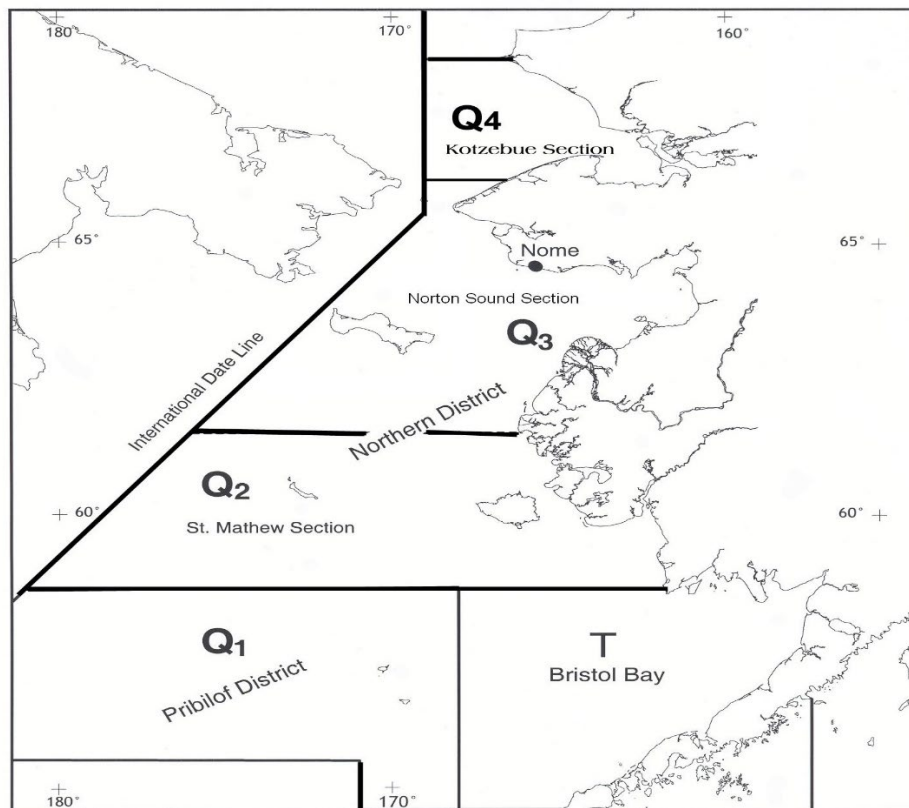 180°
170°
160°
Q4
Kotzebue Section
65°
65°
Nome
Norton Sound Section
Q3
International Date Line
Northern District
Q2
St. Mathew Section
60°
60°
Q1
Pribilof District
T
Bristol Bay
180°
170°
160°